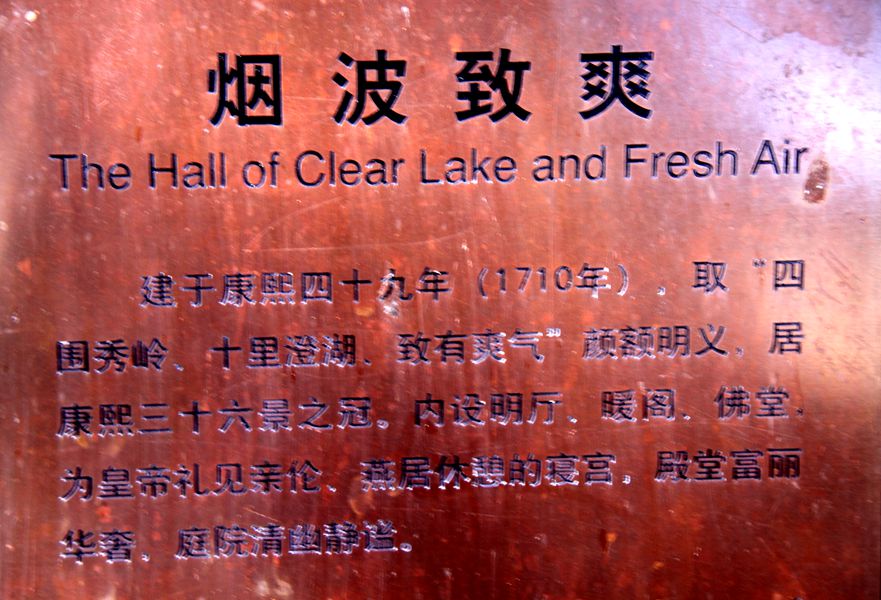 烟波致爽
The Hall of Clear Lake and Fresh Air
建于康熙四十九年（1710年），取“四
围秀岭、十里澄湖、致有爽气”颜额明义，居
康熙三十六景之冠。内设明厅、暖阁、佛堂，
为皇帝礼见亲伦、燕居休憩的寝宫，殿堂富丽
华奢，庭院清幽静谧。